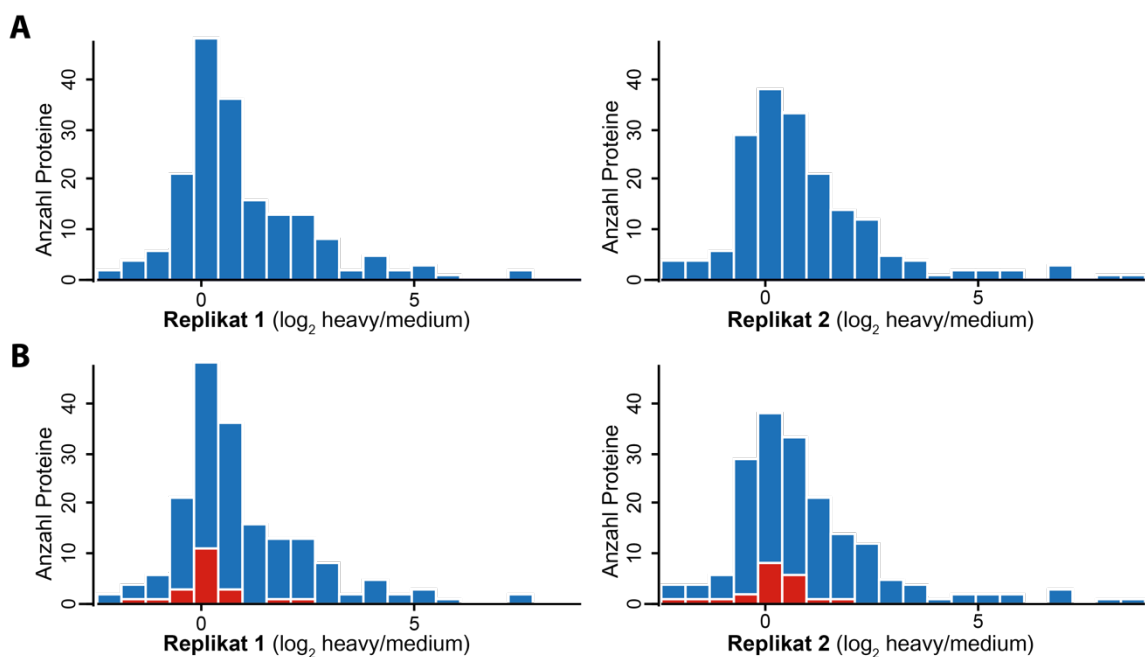 A
Anzahl Proteine
0 10 20 30 40
0 5
Replikat 1 (log2 heavy/medium)
Anzahl Proteine
0 10 20 30 40
0 5
Replikat 2 (log2 heavy/medium)
B
Anzahl Proteine
0 10 20 30 40
0 5
Replikat 1 (log2 heavy/medium)
Anzahl Proteine
0 10 20 30 40
0 5
Replikat 2 (log2 heavy/medium)